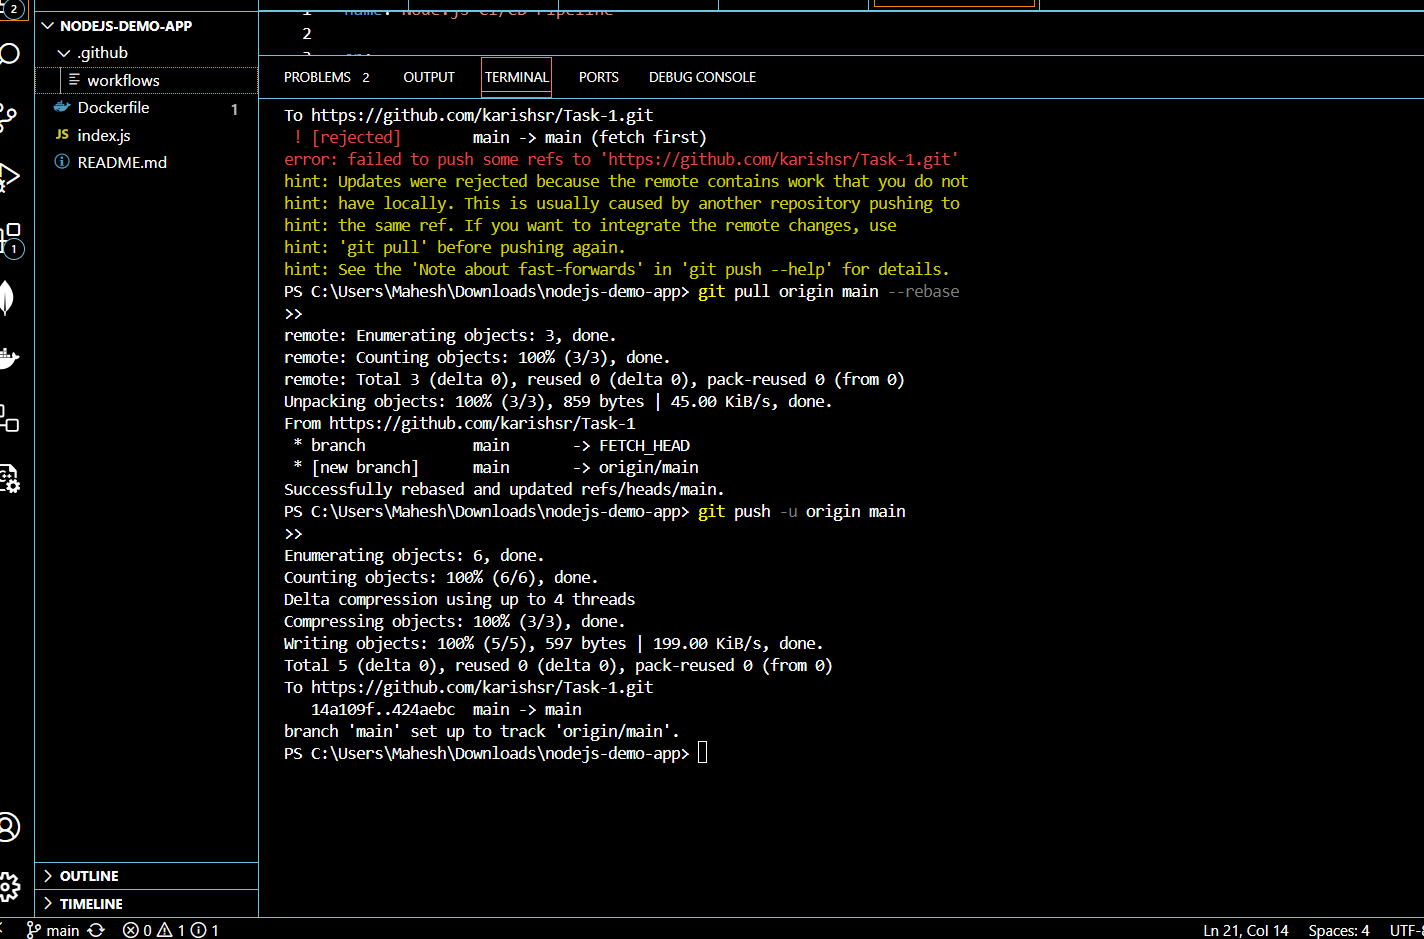 2
NODEJS-DEMO-APP
.github
workflows
Dockerfile 1
JS index.js
README.md
1
OUTLINE
TIMELINE
1 name: Node.js CI/CD Pipeline
2
PROBLEMS 2 OUTPUT TERMINAL PORTS DEBUG CONSOLE
To https://github.com/karishsr/Task-1.git
! [rejected] main -> main (fetch first)
error: failed to push some refs to 'https://github.com/karishsr/Task-1.git'
hint: Updates were rejected because the remote contains work that you do not
hint: have locally. This is usually caused by another repository pushing to
hint: the same ref. If you want to integrate the remote changes, use
hint: 'git pull' before pushing again.
hint: See the 'Note about fast-forwards' in 'git push --help' for details.
PS C:\Users\Mahesh\Downloads\nodejs-demo-app> git pull origin main --rebase
>>
remote: Enumerating objects: 3, done.
remote: Counting objects: 100% (3/3), done.
remote: Total 3 (delta 0), reused 0 (delta 0), pack-reused 0 (from 0)
Unpacking objects: 100% (3/3), 859 bytes | 45.00 KiB/s, done.
From https://github.com/karishsr/Task-1
* branch main -> FETCH_HEAD
* [new branch] main -> origin/main
Successfully rebased and updated refs/heads/main.
PS C:\Users\Mahesh\Downloads\nodejs-demo-app> git push -u origin main
>>
Enumerating objects: 6, done.
Counting objects: 100% (6/6), done.
Delta compression using up to 4 threads
Compressing objects: 100% (3/3), done.
Writing objects: 100% (5/5), 597 bytes | 199.00 KiB/s, done.
Total 5 (delta 0), reused 0 (delta 0), pack-reused 0 (from 0)
To https://github.com/karishsr/Task-1.git
14a109f..424aebc main -> main
branch 'main' set up to track 'origin/main'.
PS C:\Users\Mahesh\Downloads\nodejs-demo-app>
main 0 1 1 Ln 21, Col 14 Spaces: 4 UTF-